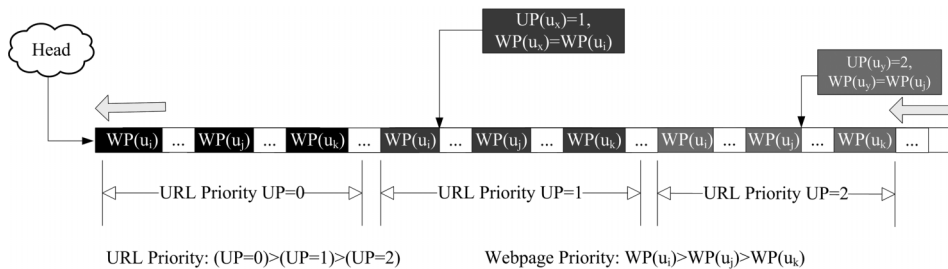 UP(uₓ)=1,
WP(uₓ)=WP(uᵢ)
Head
UP(uᵧ)=2,
WP(uᵧ)=WP(uⱼ)
WP(uᵢ) ... WP(uⱼ) ... WP(uₖ) ... WP(uᵢ) ... WP(uⱼ) ... WP(uₖ) ... WP(uᵢ) ... WP(uⱼ) ... WP(uₖ) ...
URL Priority UP=0 URL Priority UP=1 URL Priority UP=2
URL Priority: (UP=0)>(UP=1)>(UP=2) Webpage Priority: WP(uᵢ)>WP(uⱼ)>WP(uₖ)